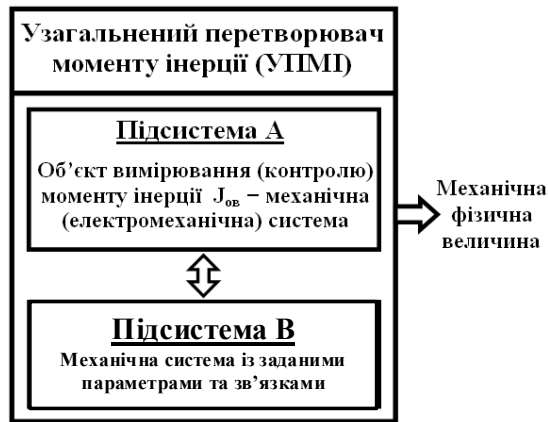 Узагальнений перетворювач
моменту інерції (УПМІ)
Підсистема А
Об’єкт вимірювання (контролю)
моменту інерції Jов – механічна
(електромеханічна) система
Механічна
фізична
величина
Підсистема В
Механічна система із заданими
параметрами та зв’язками